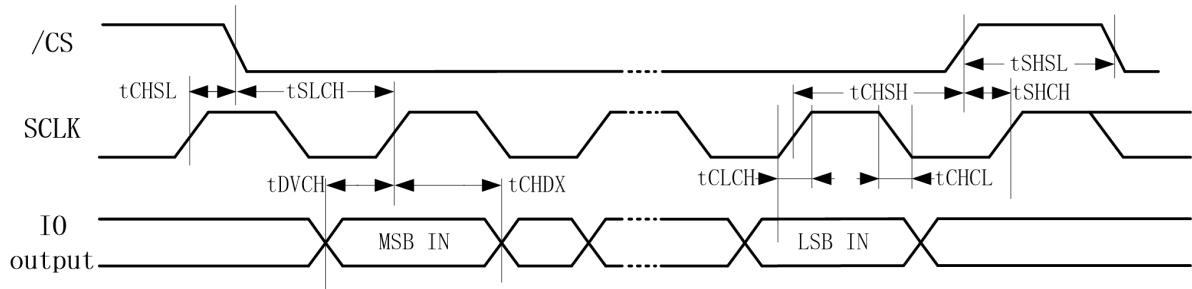 /CS
tSHSL
tCHSL tSLCH tCHSH tSHCH
SCLK
tDVCH tCHDX tCLCH tCHCL
IO
output
MSB IN LSB IN